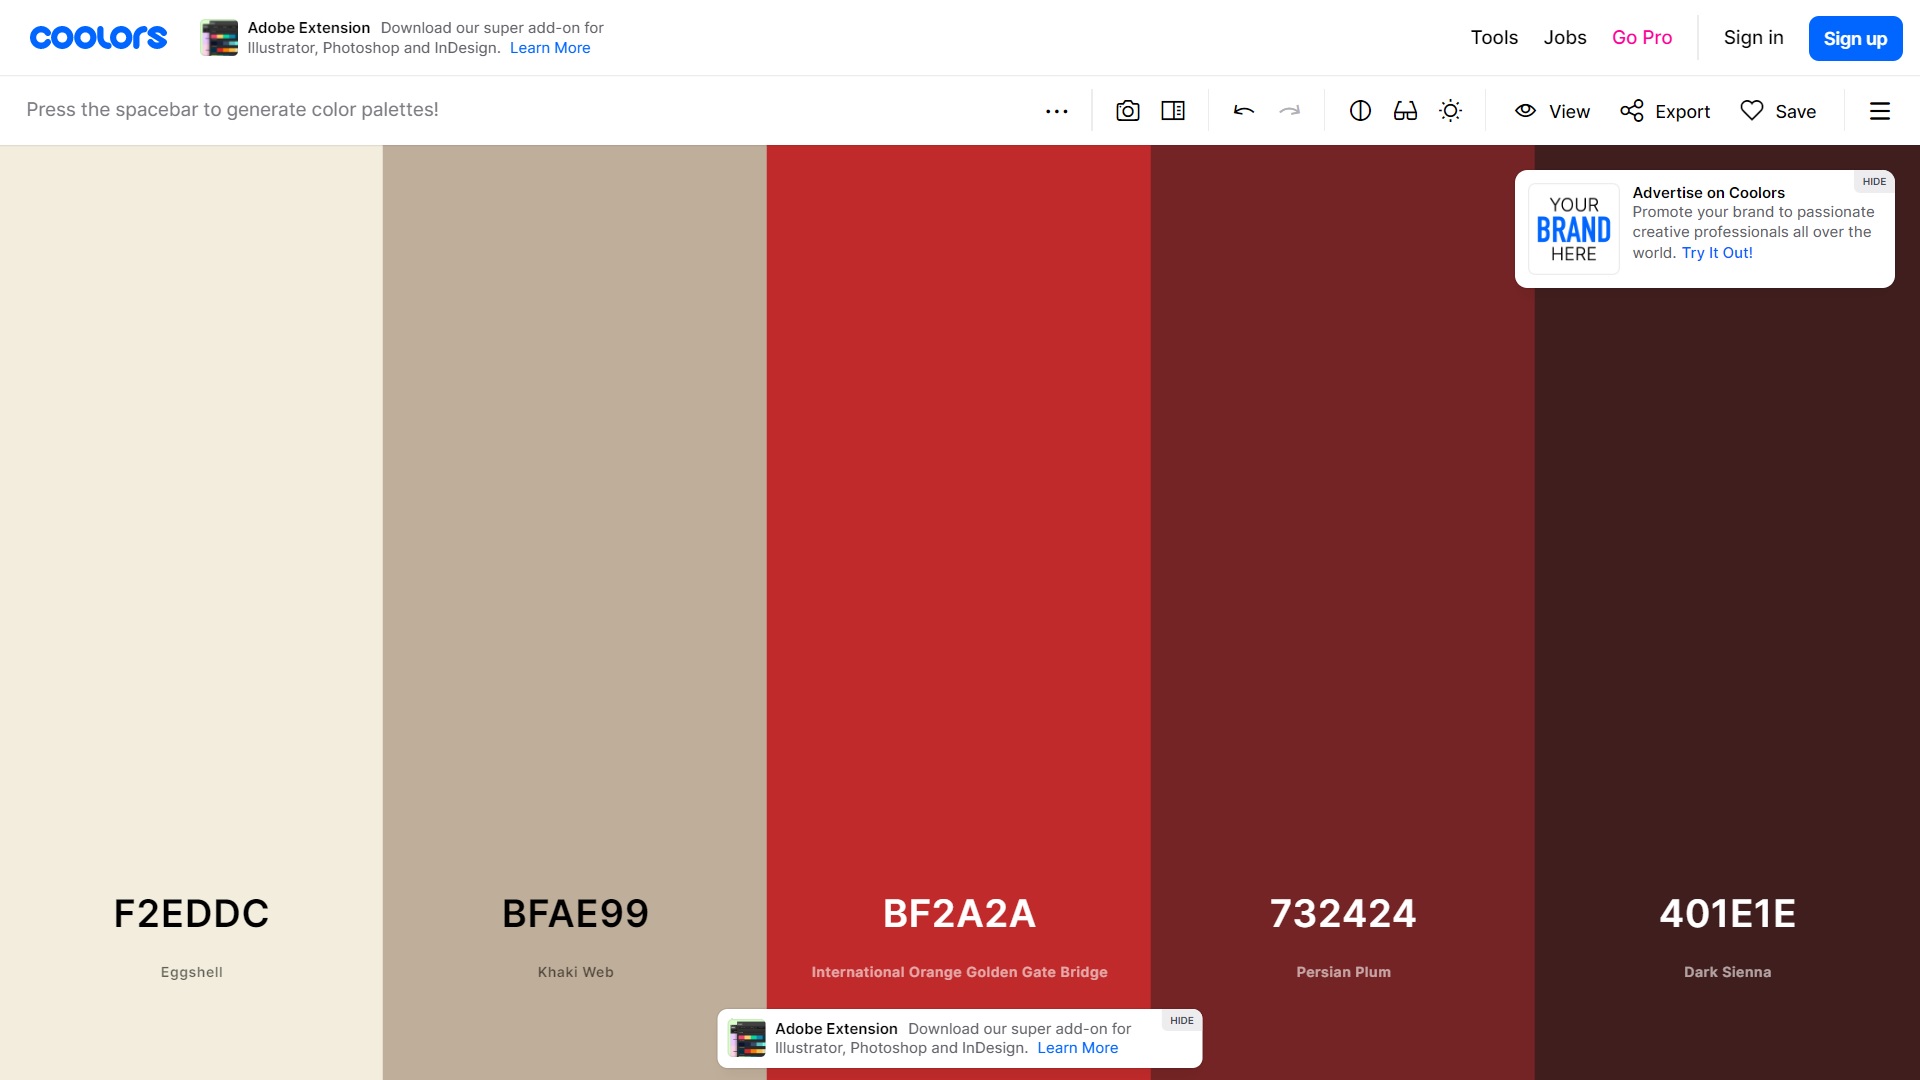 coolors
Adobe Extension Download our super add-on for
Illustrator, Photoshop and InDesign. Learn More
Tools
Jobs
Go Pro
Sign in
Sign up
Press the spacebar to generate color palettes!
View
Export
Save
HIDE
YOUR
BRAND
HERE
Advertise on Coolors
Promote your brand to passionate
creative professionals all over the
world. Try It Out!
F2EDDC
Eggshell
BFAE99
Khaki Web
BF2A2A
International Orange Golden Gate Bridge
732424
Persian Plum
401E1E
Dark Sienna
Adobe Extension Download our super add-on for
Illustrator, Photoshop and InDesign. Learn More
HIDE